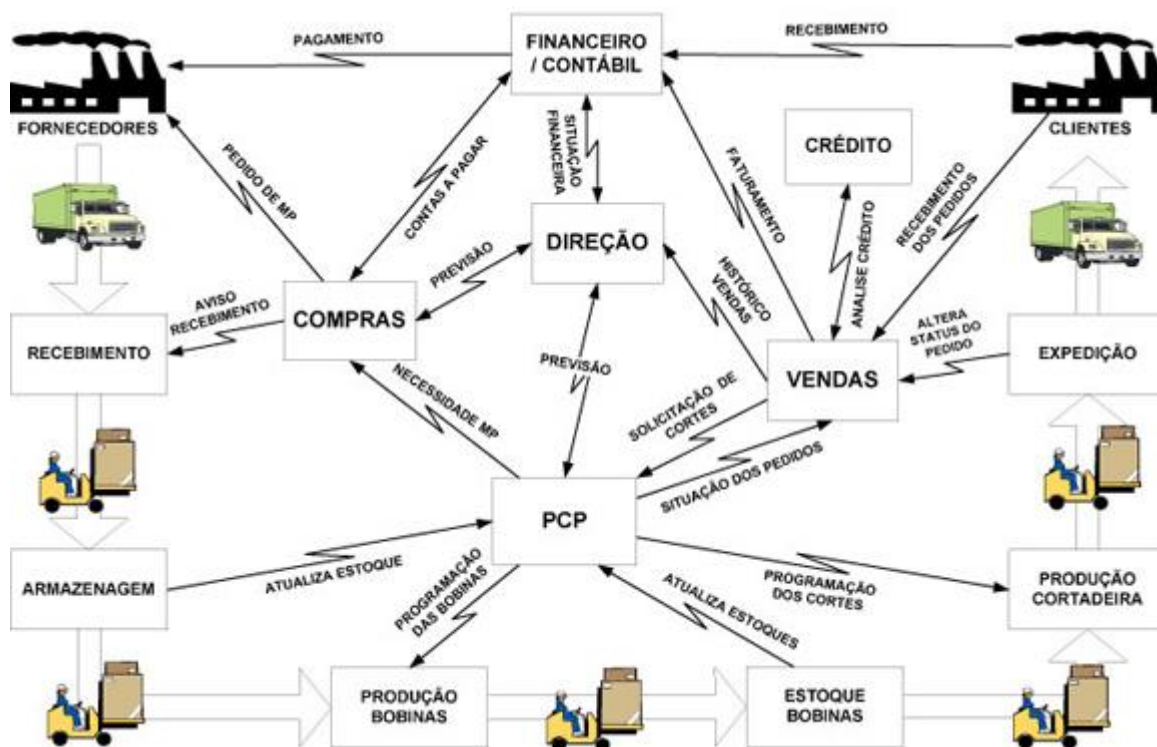 PAGAMENTO
FINANCEIRO
/ CONTÁBIL
RECEBIMENTO
FORNECEDORES
CLIENTES
PEDIDO DE MP
CONTAS A PAGAR
SITUAÇÃO
FINANCEIRA
FATURAMENTO
CRÉDITO
RECEBIMENTO
DOS PEDIDOS
DIREÇÃO
PREVISÃO
HISTÓRICO
VENDAS
ANALISE CRÉDITO
AVISO
RECEBIMENTO
COMPRAS
ALTERA
STATUS DO
PEDIDO
RECEBIMENTO
EXPEDIÇÃO
PREVISÃO
VENDAS
NECESSIDADE MP
SOLICITAÇÃO DE
CORTES
SITUAÇÃO DOS PEDIDOS
PCP
ARMAZENAGEM
ATUALIZA ESTOQUE
PROGRAMAÇÃO
DAS BOBINAS
ATUALIZA ESTOQUES
PROGRAMAÇÃO
DOS CORTES
PRODUÇÃO
CORTADEIRA
PRODUÇÃO
BOBINAS
ESTOQUE
BOBINAS